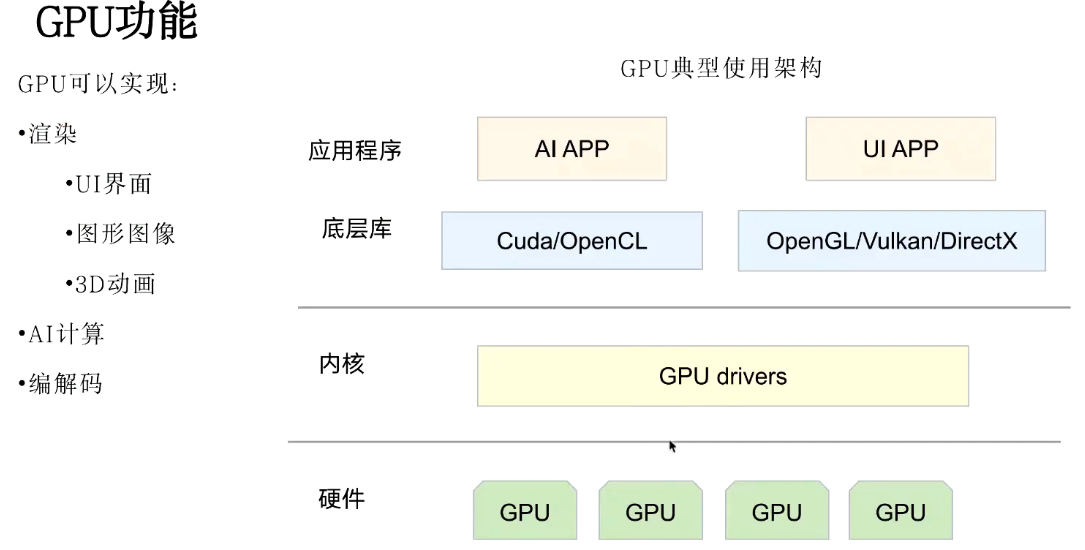 GPU功能
GPU可以实现:
•渲染
•UI界面
•图形图像
•3D动画
•AI计算
•编解码
GPU典型使用架构
应用程序
AI APP
UI APP
底层库
Cuda/OpenCL
OpenGL/Vulkan/DirectX
内核
GPU drivers
硬件
GPU
GPU
GPU
GPU